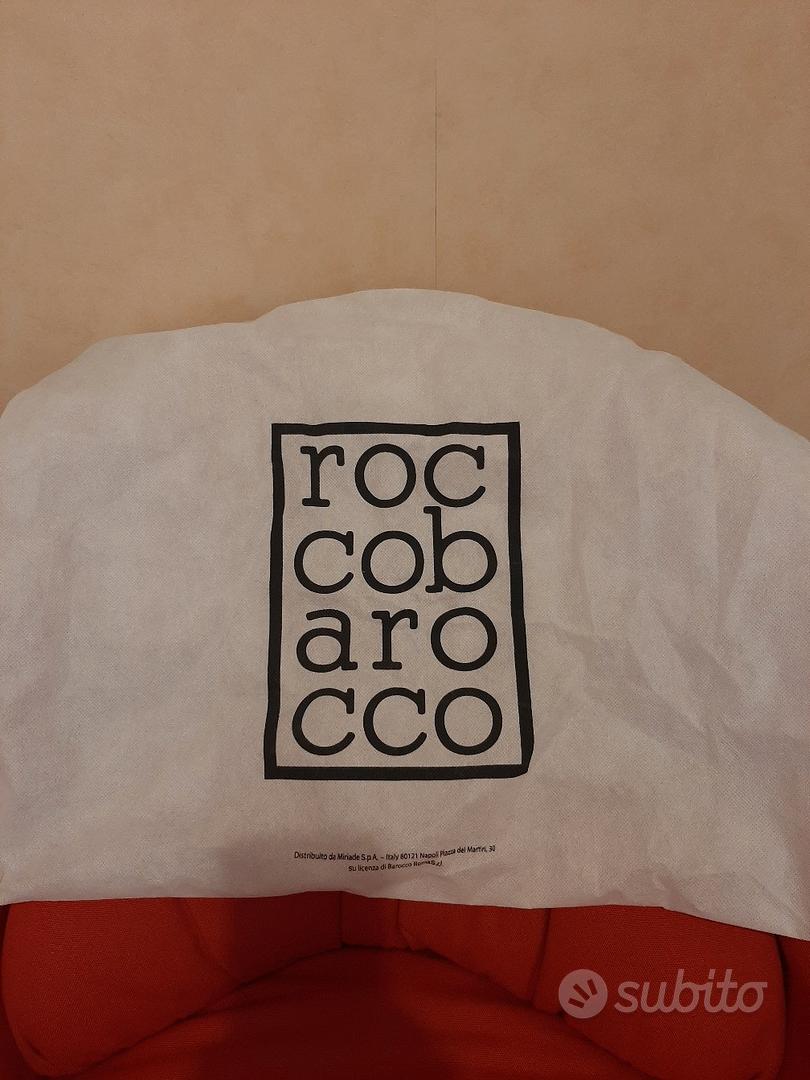 roc
cob
aro
cco
Distribuito da Miriade S.p.A. – Italy 80121 Napoli Piazza dei Martiri, 30
su licenza di Barocco Roma S.r.l.
subito